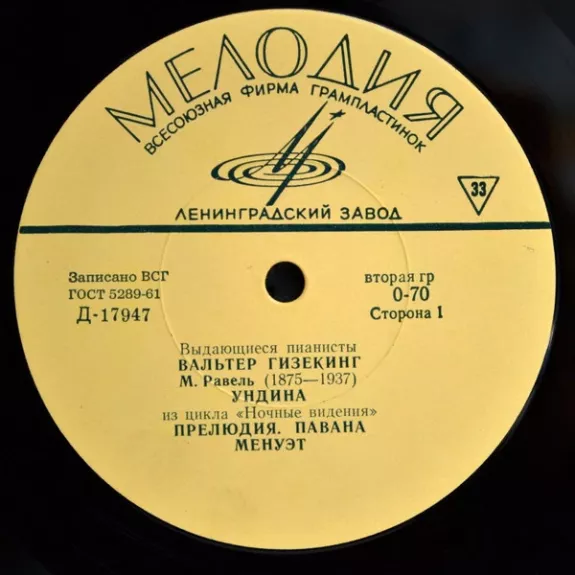 МЕЛОДИЯ
ВСЕСОЮЗНАЯ ФИРМА ГРАМПЛАСТИНОК
33
ЛЕНИНГРАДСКИЙ ЗАВОД
Записано ВСГ
ГОСТ 5289-61
Д-17947
вторая гр
0-70
Сторона 1
Выдающиеся пианисты
ВАЛЬТЕР ГИЗЕКИНГ
М. Равель (1875—1937)
УНДИНА
из цикла «Ночные видения»
ПРЕЛЮДИЯ. ПАВАНА
МЕНУЭТ